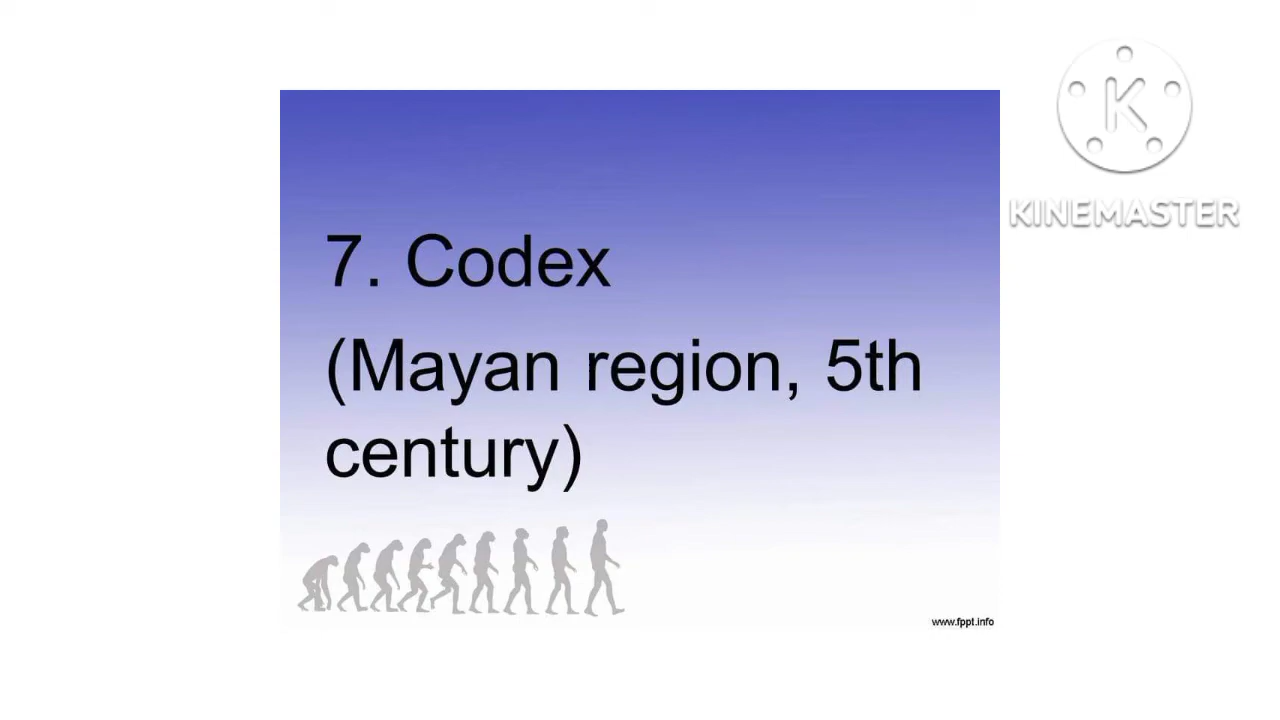 K
KINEMASTER
7. Codex
(Mayan region, 5th
century)
www.fppt.info